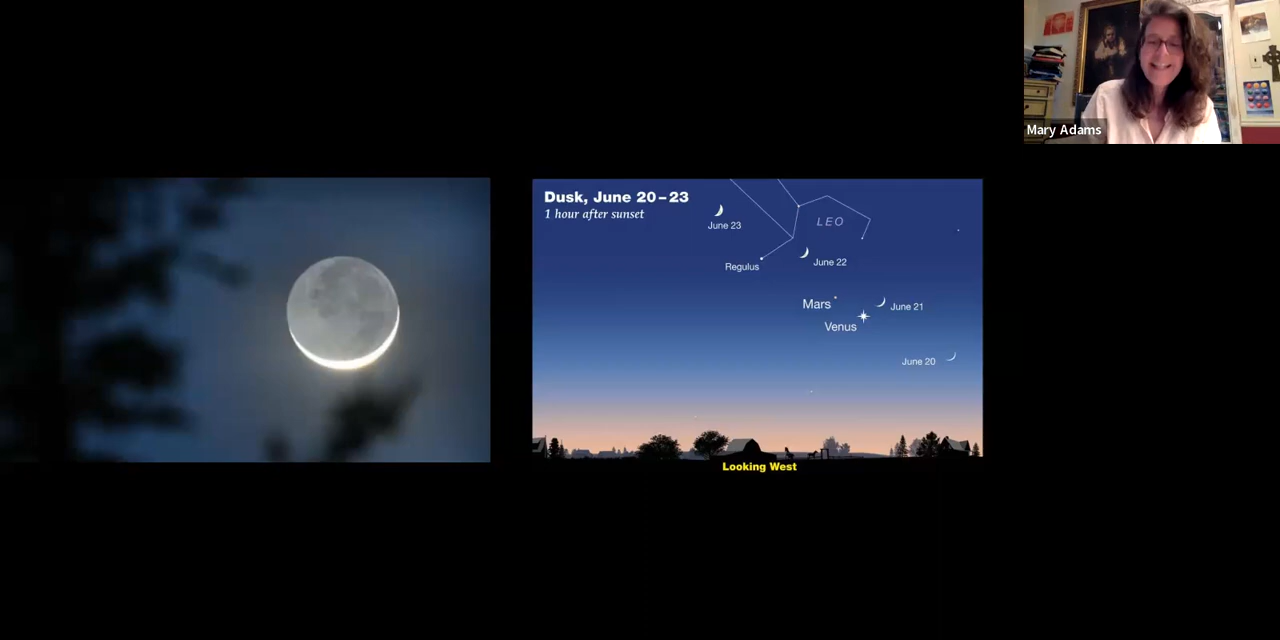 Mary Adams
Dusk, June 20–23
1 hour after sunset
June 23
LEO
Regulus
June 22
Mars
June 21
Venus
June 20
Looking West